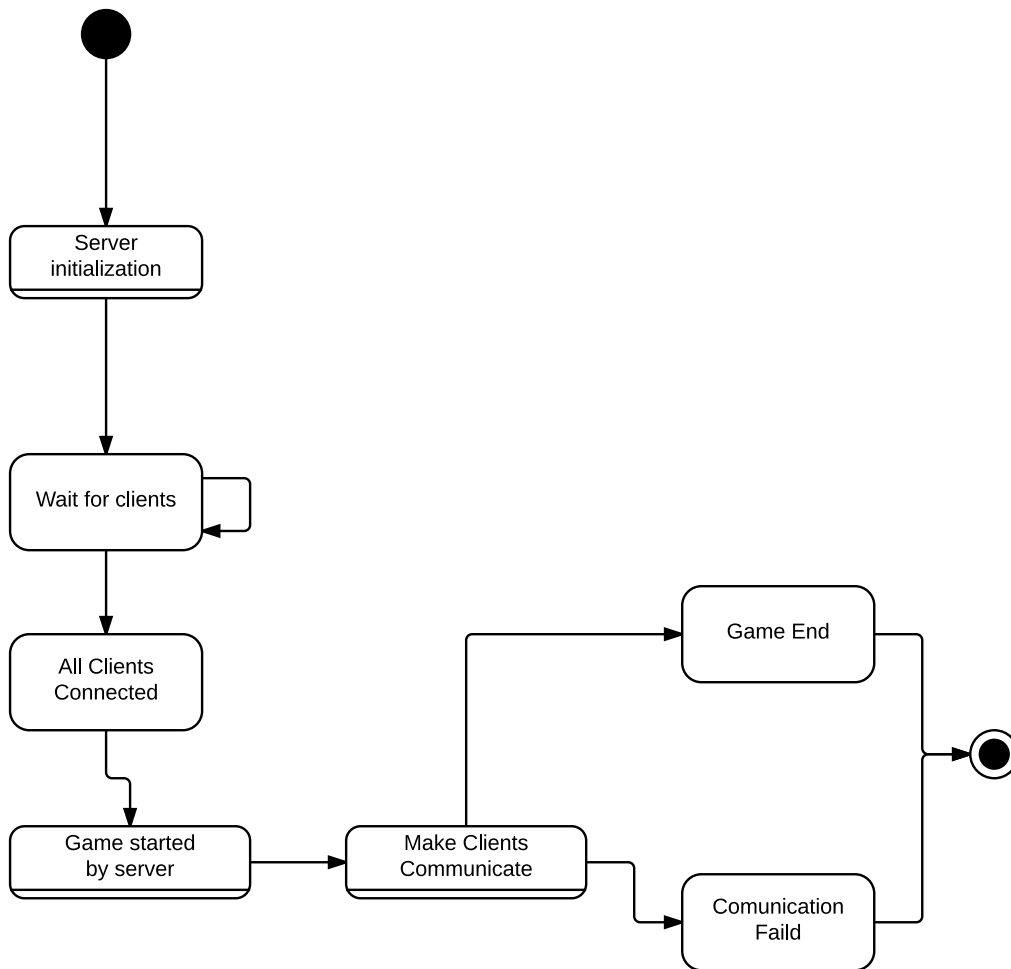 Server
initialization
Wait for clients
All Clients
Connected
Game started
by server
Make Clients
Communicate
Game End
Comunication
Faild